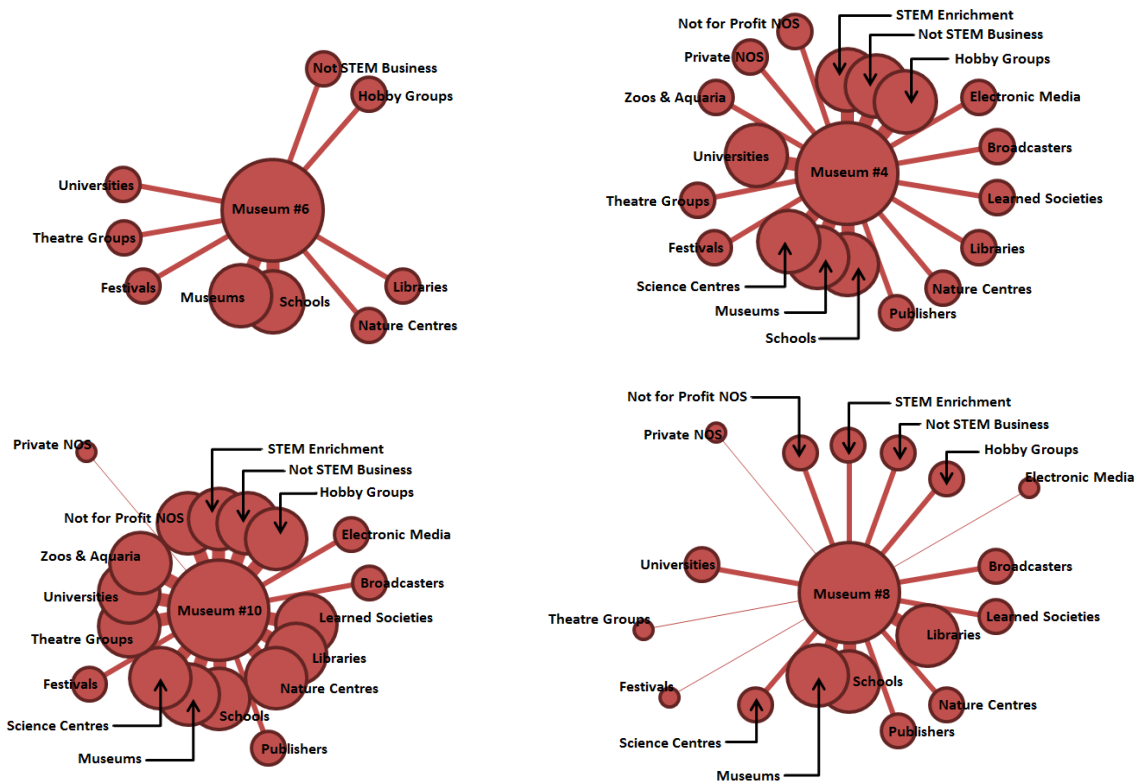 Not STEM Business
Hobby Groups
Universities
Museum #6
Theatre Groups
Festivals
Museums
Schools
Libraries
Nature Centres
STEM Enrichment
Not for Profit NOS
Not STEM Business
Private NOS
Hobby Groups
Zoos & Aquaria
Electronic Media
Universities
Broadcasters
Museum #4
Theatre Groups
Learned Societies
Festivals
Libraries
Science Centres
Nature Centres
Museums
Publishers
Schools
Private NOS
STEM Enrichment
Not STEM Business
Hobby Groups
Not for Profit NOS
Electronic Media
Zoos & Aquaria
Broadcasters
Universities
Museum #10
Learned Societies
Theatre Groups
Libraries
Festivals
Nature Centres
Schools
Science Centres
Publishers
Museums
STEM Enrichment
Not for Profit NOS
Private NOS
Not STEM Business
Hobby Groups
Electronic Media
Universities
Broadcasters
Museum #8
Theatre Groups
Learned Societies
Libraries
Schools
Festivals
Nature Centres
Publishers
Science Centres
Museums